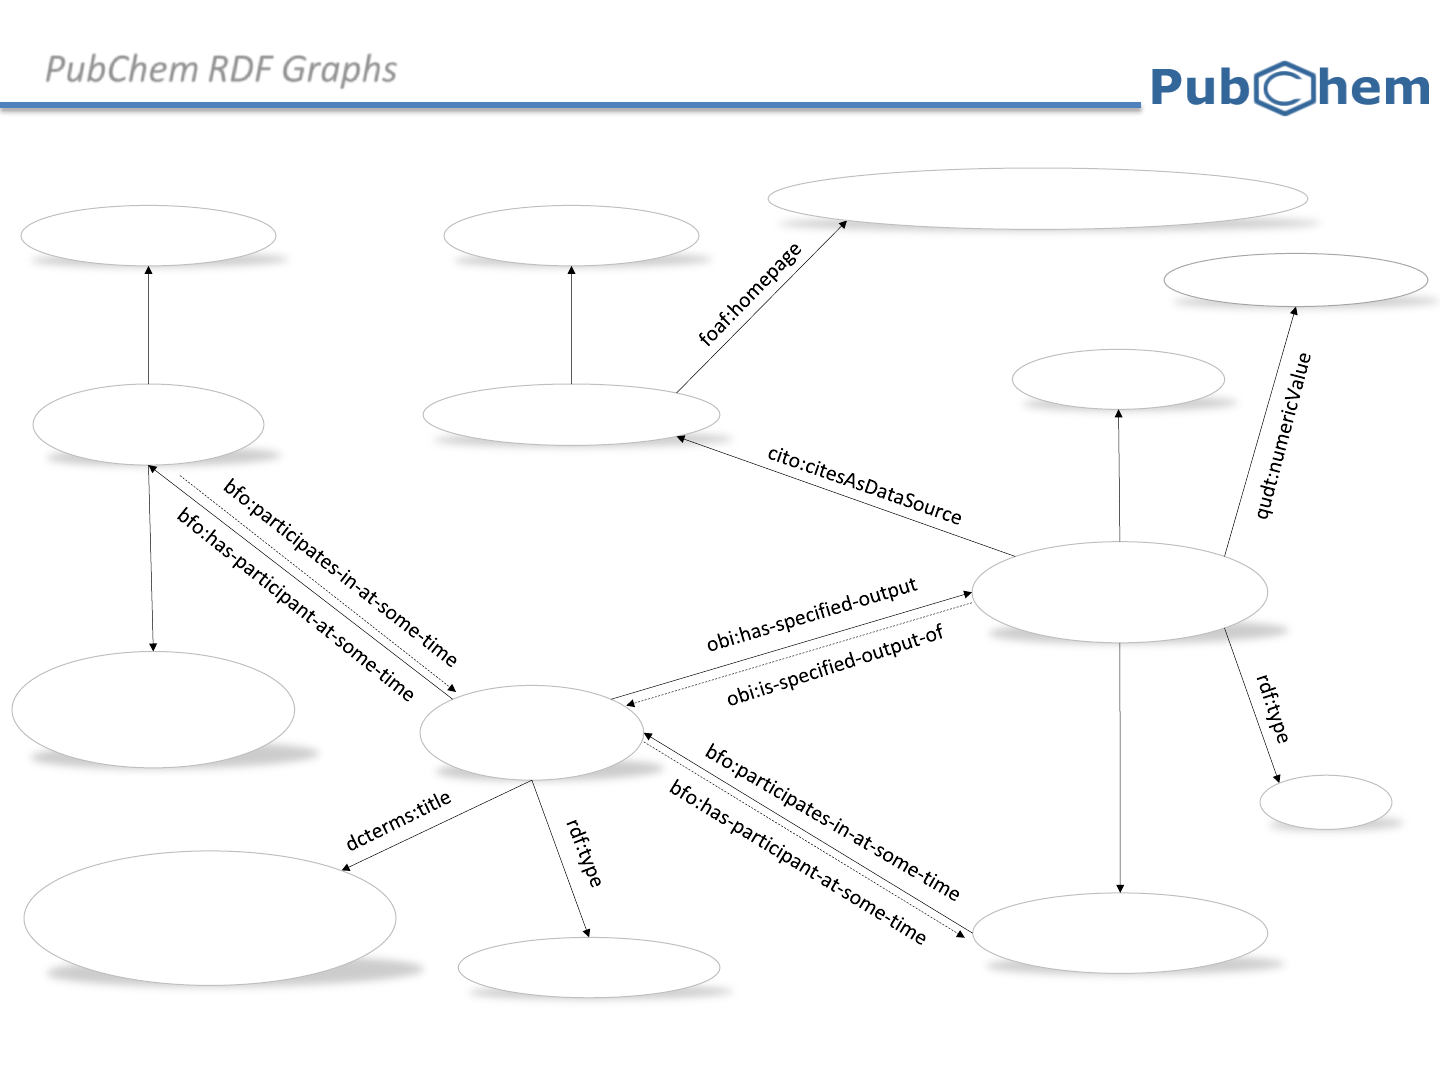 PubChem RDF Graphs
PubChem
foaf:homepage
qudt:numericValue
cito:citesAsDataSource
bfo:participates-in-at-some-time
bfo:has-participant-at-some-time
obi:has-specified-output
obi:is-specified-output-of
rdf:type
bfo:participates-in-at-some-time
bfo:has-participant-at-some-time
dcterms:title
rdf:type